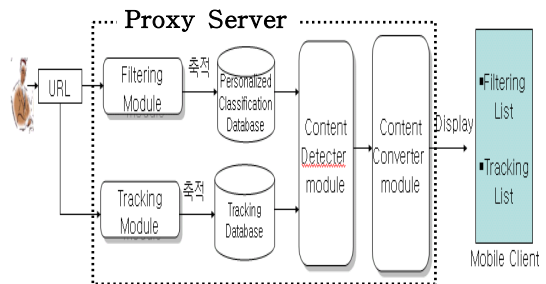 Proxy Server
URL
Filtering
Module
축적
Personalized
Classification
Database
Tracking
Module
축적
Tracking
Database
Content
Detecter
module
Content
Converter
module
Display
▪Filtering
List
▪Tracking
List
Mobile Client